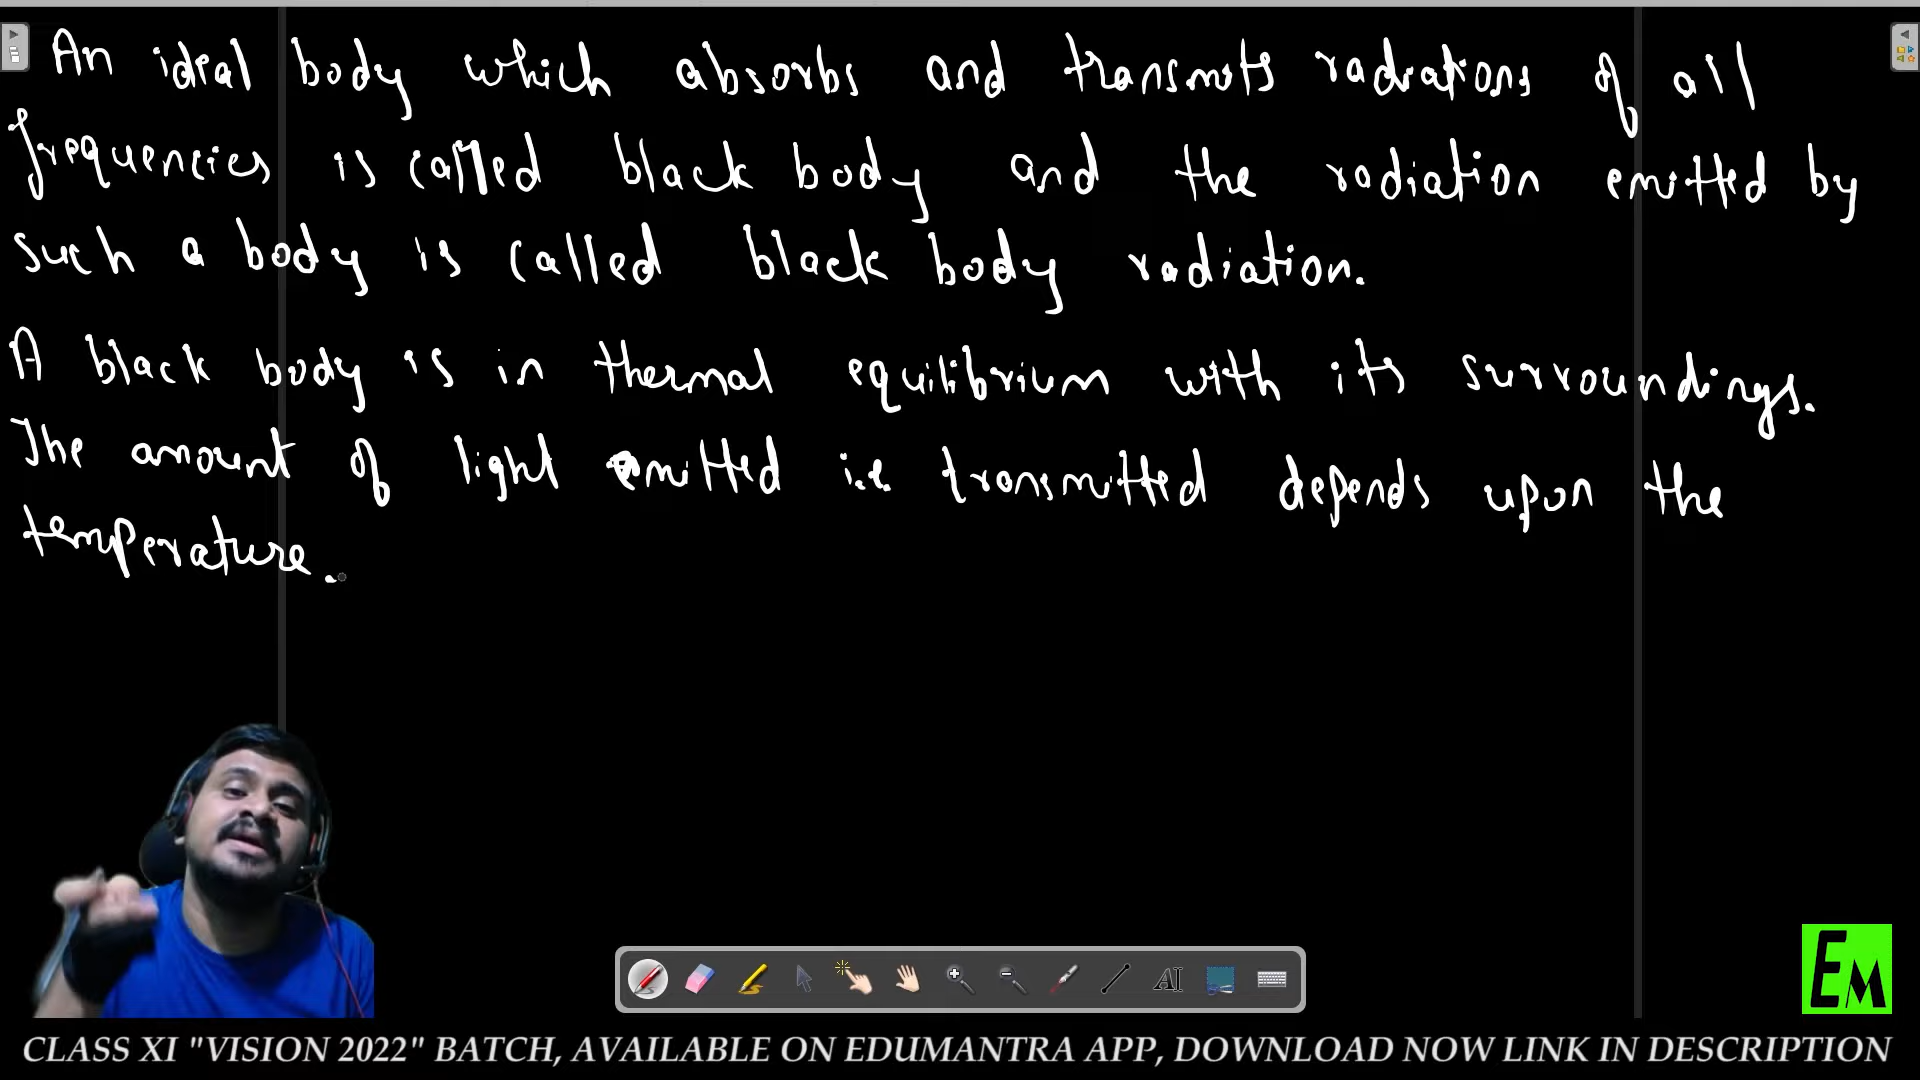 An ideal body which absorbs and transmits radiations of all
frequencies is called black body and the radiation emitted by
such a body is called black body radiation.
A black body is in thermal equilibrium with its surroundings.
The amount of light emitted i.e. transmitted depends upon the
temperature.
AI
EM
CLASS XI "VISION 2022" BATCH, AVAILABLE ON EDUMANTRA APP, DOWNLOAD NOW LINK IN DESCRIPTION